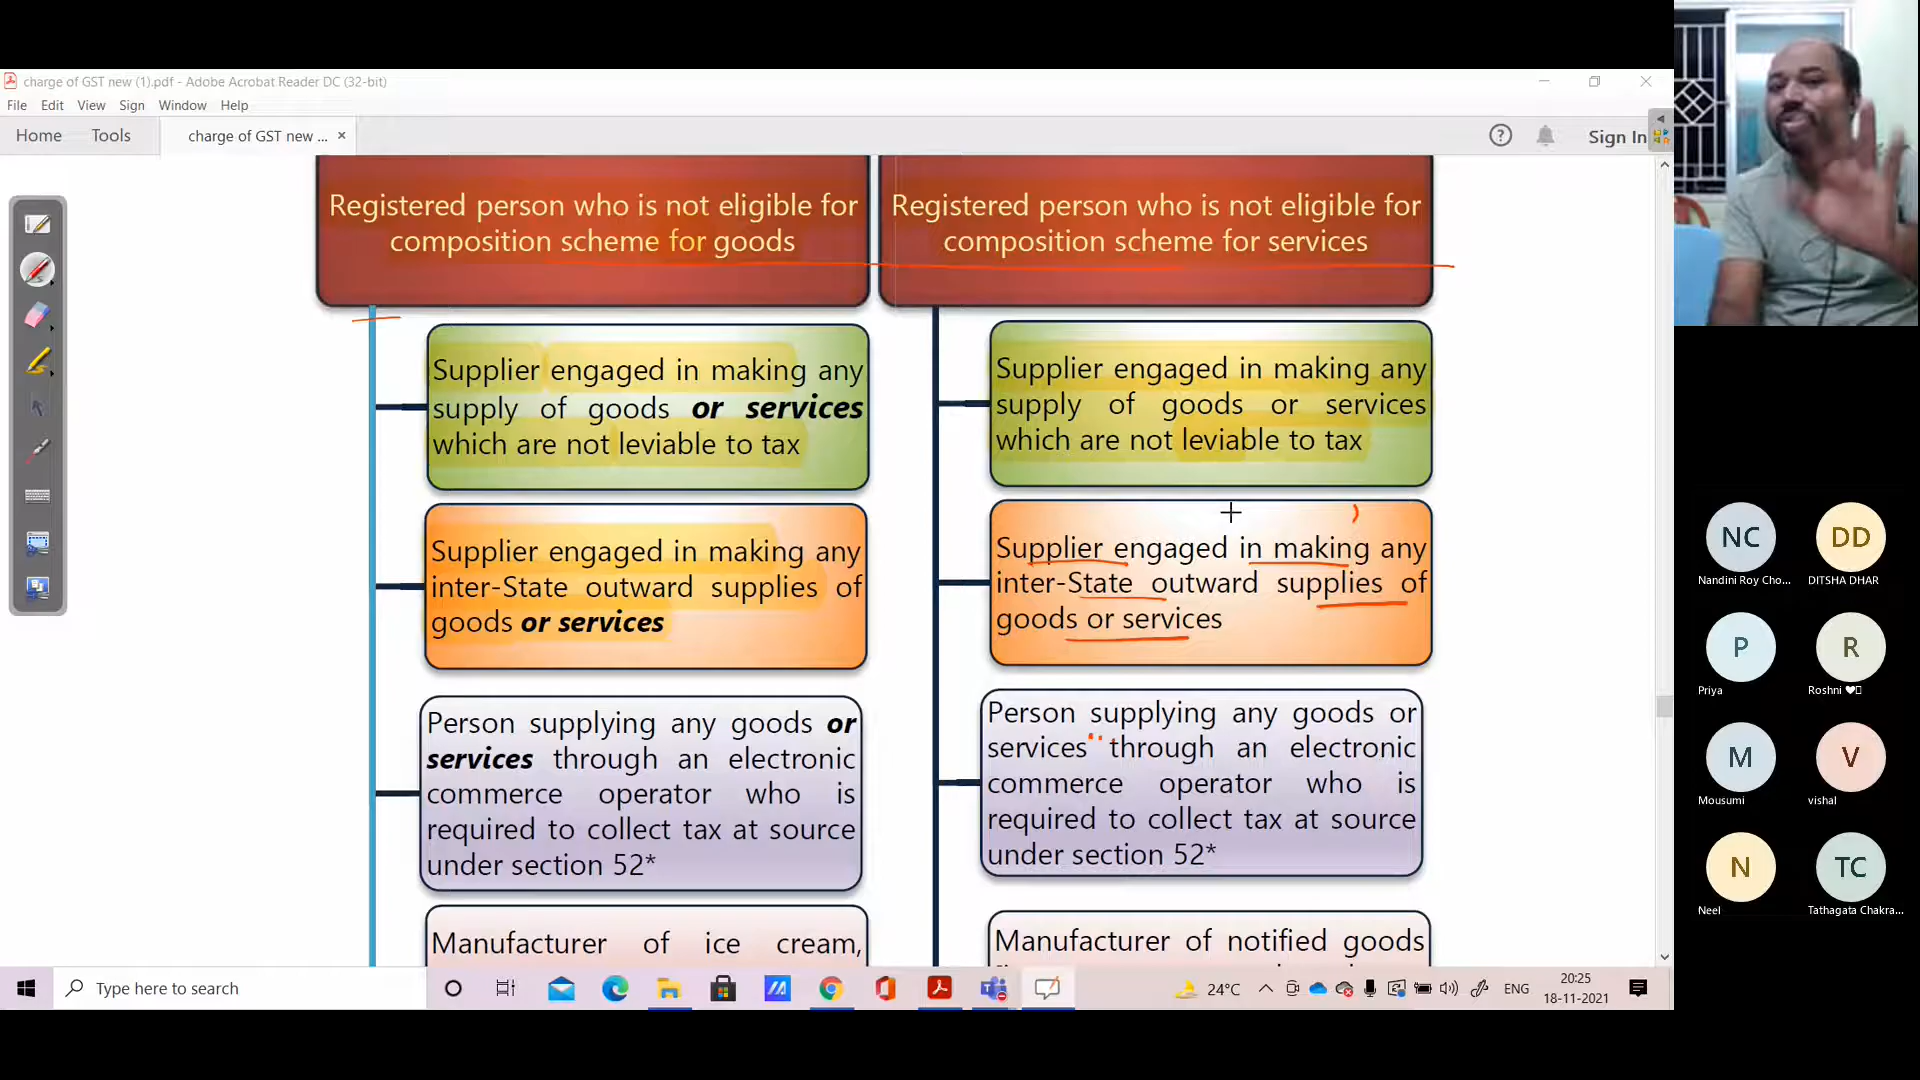 charge of GST new (1).pdf - Adobe Acrobat Reader DC (32-bit)
File Edit View Sign Window Help
Home Tools charge of GST new ... ×
Sign In
Registered person who is not eligible for
composition scheme for goods
Supplier engaged in making any
supply of goods or services
which are not leviable to tax
Supplier engaged in making any
inter-State outward supplies of
goods or services
Person supplying any goods or
services through an electronic
commerce operator who is
required to collect tax at source
under section 52*
Manufacturer of ice cream,
Registered person who is not eligible for
composition scheme for services
Supplier engaged in making any
supply of goods or services
which are not leviable to tax
Supplier engaged in making any
inter-State outward supplies of
goods or services
Person supplying any goods or
services through an electronic
commerce operator who is
required to collect tax at source
under section 52*
Manufacturer of notified goods
NC
Nandini Roy Cho...
DD
DITSHA DHAR
P
Priya
R
Roshni ❤
M
Mousumi
V
vishal
N
Neel
TC
Tathagata Chakra...
Type here to search
24°C
ENG
20:25
18-11-2021